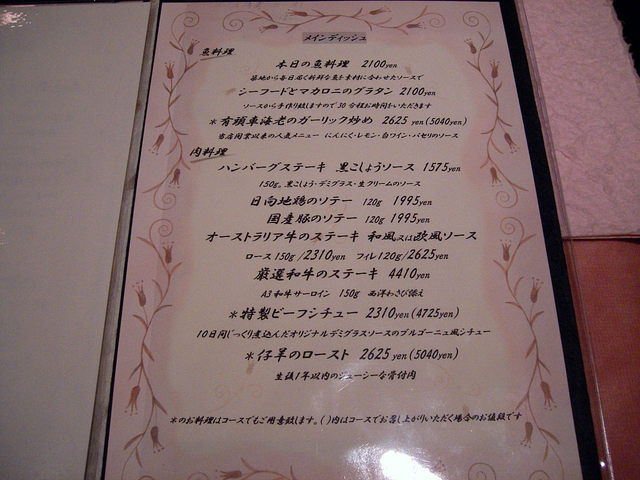 メインディッシュ
魚料理
本日の魚料理 2100yen
築地から毎日届く新鮮な魚と素材に合わせたソースで
シーフードとマカロニのグラタン 2100yen
ソースから手作り致しますので30分程お時間をいただきます
*有頭車海老のガーリック炒め 2625 yen (5040yen)
当店開業以来の人気メニュー にんにく・レモン・白ワイン・パセリのソース
肉料理
ハンバーグステーキ 黒こしょうソース 1575yen
150g。黒こしょう・デミグラス・生クリームのソース
日向地鶏のソテー 120g 1995yen
国産豚のソテー 120g 1995yen
オーストラリア牛のステーキ 和風又は欧風ソース
ロース150g/2310yen フィレ120g/2625yen
厳選和牛のステーキ 4410yen
A3和牛サーロイン 150g 西洋わさび添え
*特製ビーフシチュー 2310yen (4725yen)
10日間じっくり煮込んだオリジナルデミグラスソースのブルゴーニュ風シチュー
*仔羊のロースト 2625 yen (5040yen)
生後1年以内のジューシーな骨付肉
*のお料理はコースでもご用意致します。( )内はコースでお召し上がりいただく場合のお値段です